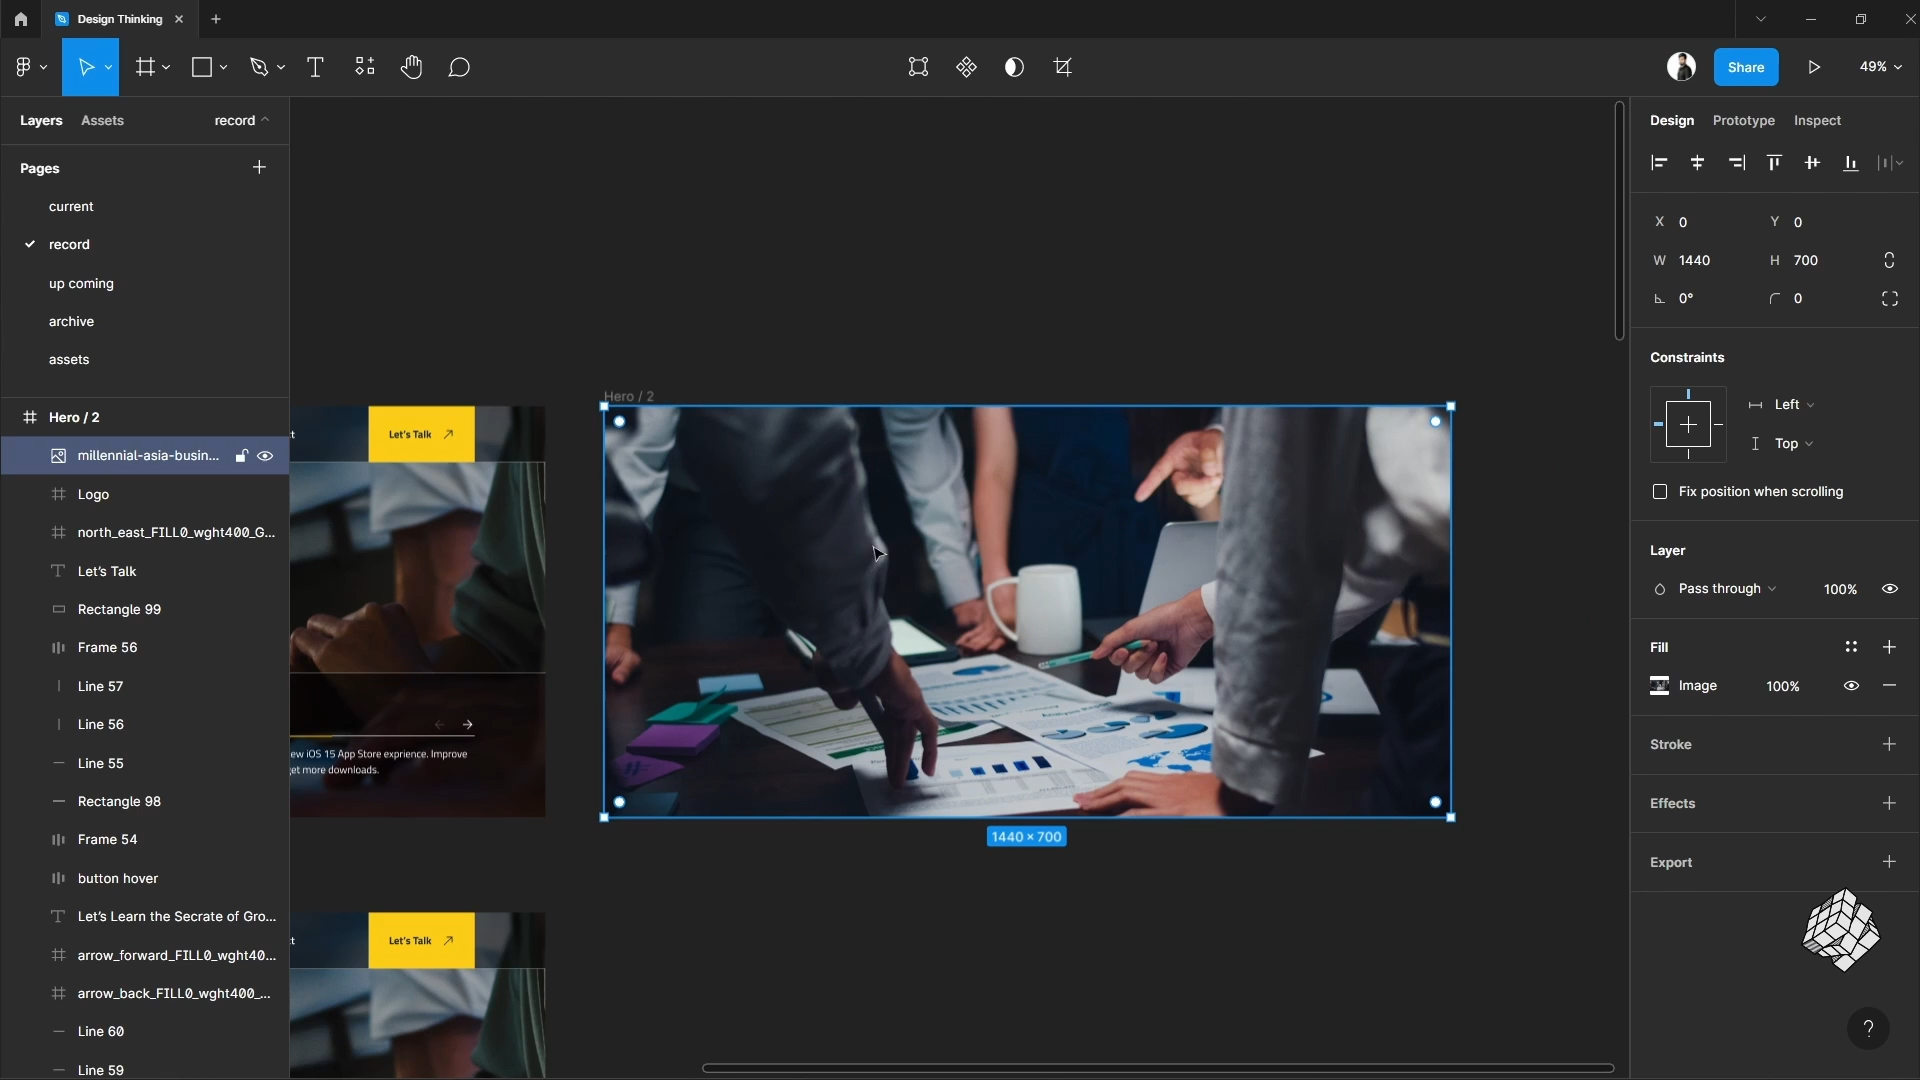 Design Thinking
Share
49%
Layers
Assets
record
Pages
current
record
up coming
archive
assets
Hero / 2
millennial-asia-busin...
Logo
north_east_FILL0_wght400_G...
Let's Talk
Rectangle 99
Frame 56
Line 57
Line 56
Line 55
Rectangle 98
Frame 54
button hover
Let's Learn the Secrate of Gro...
arrow_forward_FILL0_wght40...
arrow_back_FILL0_wght400_...
Line 60
Line 59
t
Let's Talk
ew iOS 15 App Store exprience. Improve
et more downloads.
t
Let's Talk
Hero / 2
1440 × 700
Design
Prototype
Inspect
X 0
Y 0
W 1440
H 700
0°
0
Constraints
Left
Top
Fix position when scrolling
Layer
Pass through
100%
Fill
Image
100%
Stroke
Effects
Export
?